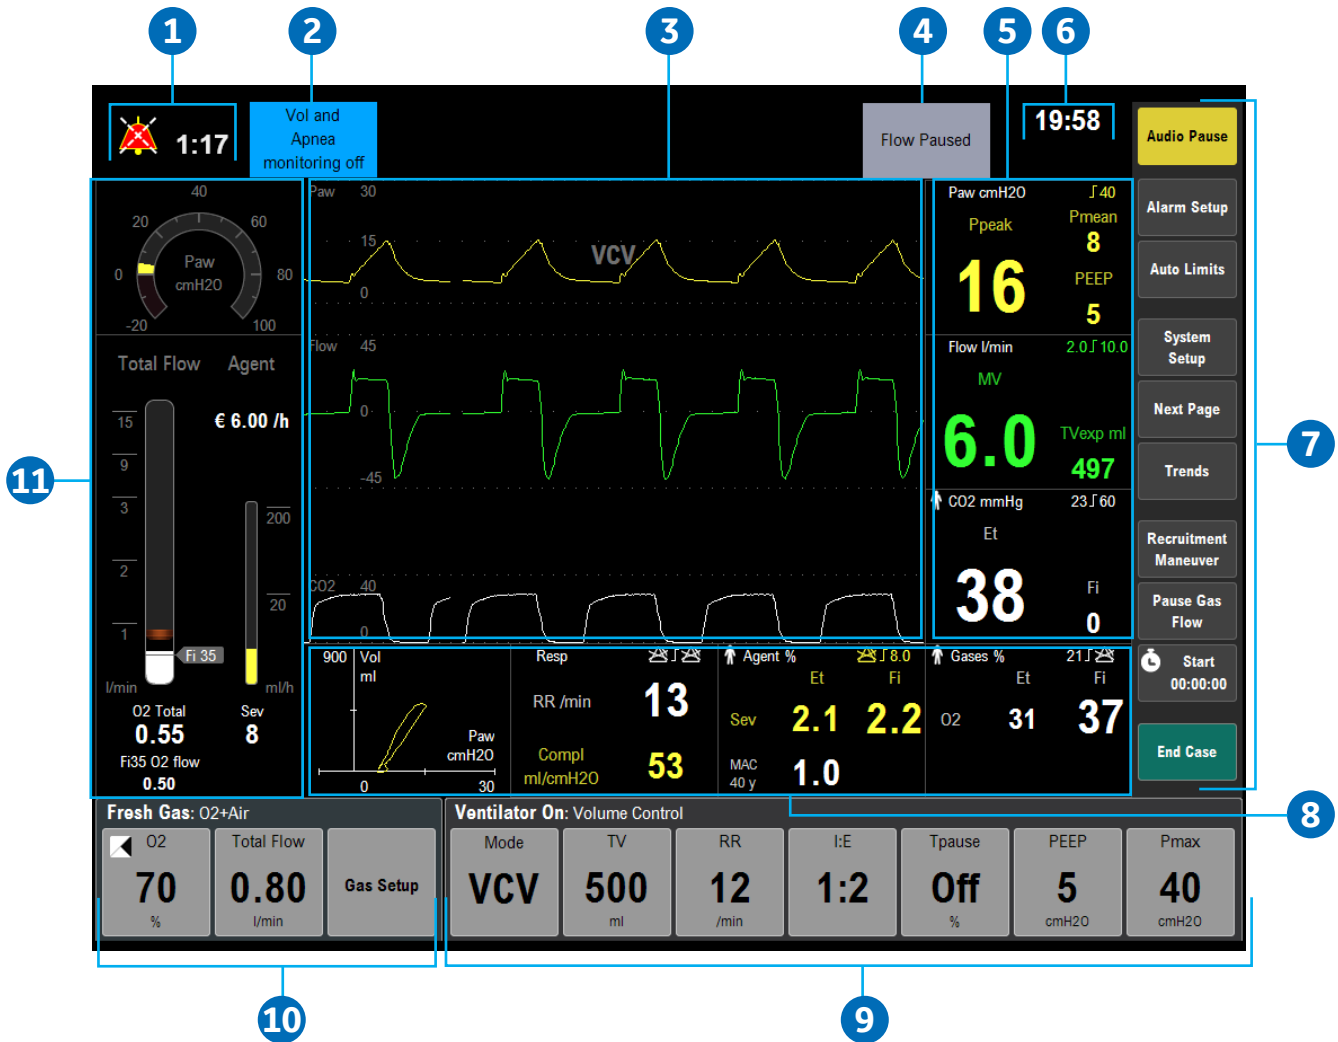 1
2
3
4
5
6
1:17
Vol and
Apnea
monitoring off
Flow Paused
19:58
Audio Pause
Alarm Setup
Auto Limits
System
Setup
Next Page
Trends
Recruitment
Maneuver
Pause Gas
Flow
Start
00:00:00
End Case
7
40
20
60
0
Paw
cmH2O
80
-20
100
Total Flow
Agent
€ 6.00 /h
15
9
3
2
1
200
20
Fi 35
l/min
ml/h
O2 Total
Sev
0.55
8
Fi35 O2 flow
0.50
11
Paw 30
15
VCV
0
Flow 45
0
-45
CO2 40
0
Paw cmH2O
40
Ppeak
Pmean
8
16
PEEP
5
Flow l/min
2.0 10.0
MV
6.0
TVexp ml
497
CO2 mmHg
23 60
Et
38
Fi
0
900 Vol
ml
Paw
cmH2O
0 30
Resp
RR /min
13
Compl
ml/cmH2O
53
Agent %
8.0
Et Fi
Sev 2.1 2.2
MAC
40 y
1.0
Gases %
21
Et Fi
O2 31 37
8
Fresh Gas: O2+Air
O2
70
%
Total Flow
0.80
l/min
Gas Setup
Ventilator On: Volume Control
Mode
VCV
TV
500
ml
RR
12
/min
I:E
1:2
Tpause
Off
%
PEEP
5
cmH2O
Pmax
40
cmH2O
10
9